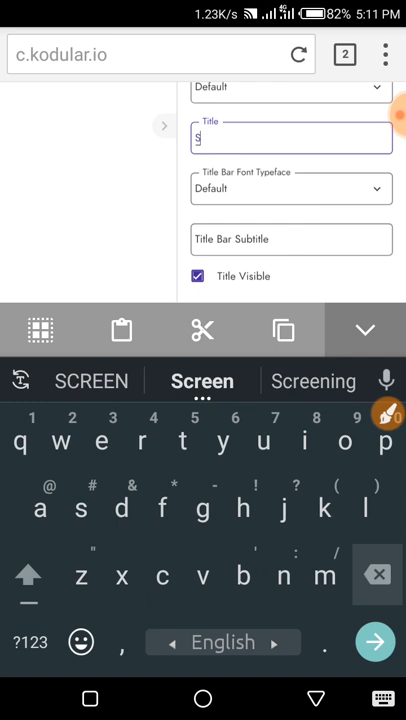 1.23K/s 4G 82% 5:11 PM
c.kodular.io 2
Default
Title
S
Title Bar Font Typeface
Default
Title Bar Subtitle
Title Visible
T SCREEN Screen Screening
1 2 3 4 5 6 7 8 9 0
q w e r t y u i o p
@ # & * - ! ? ( )
a s d f g h j k l
" ' : /
z x c v b n m
?123 , English .